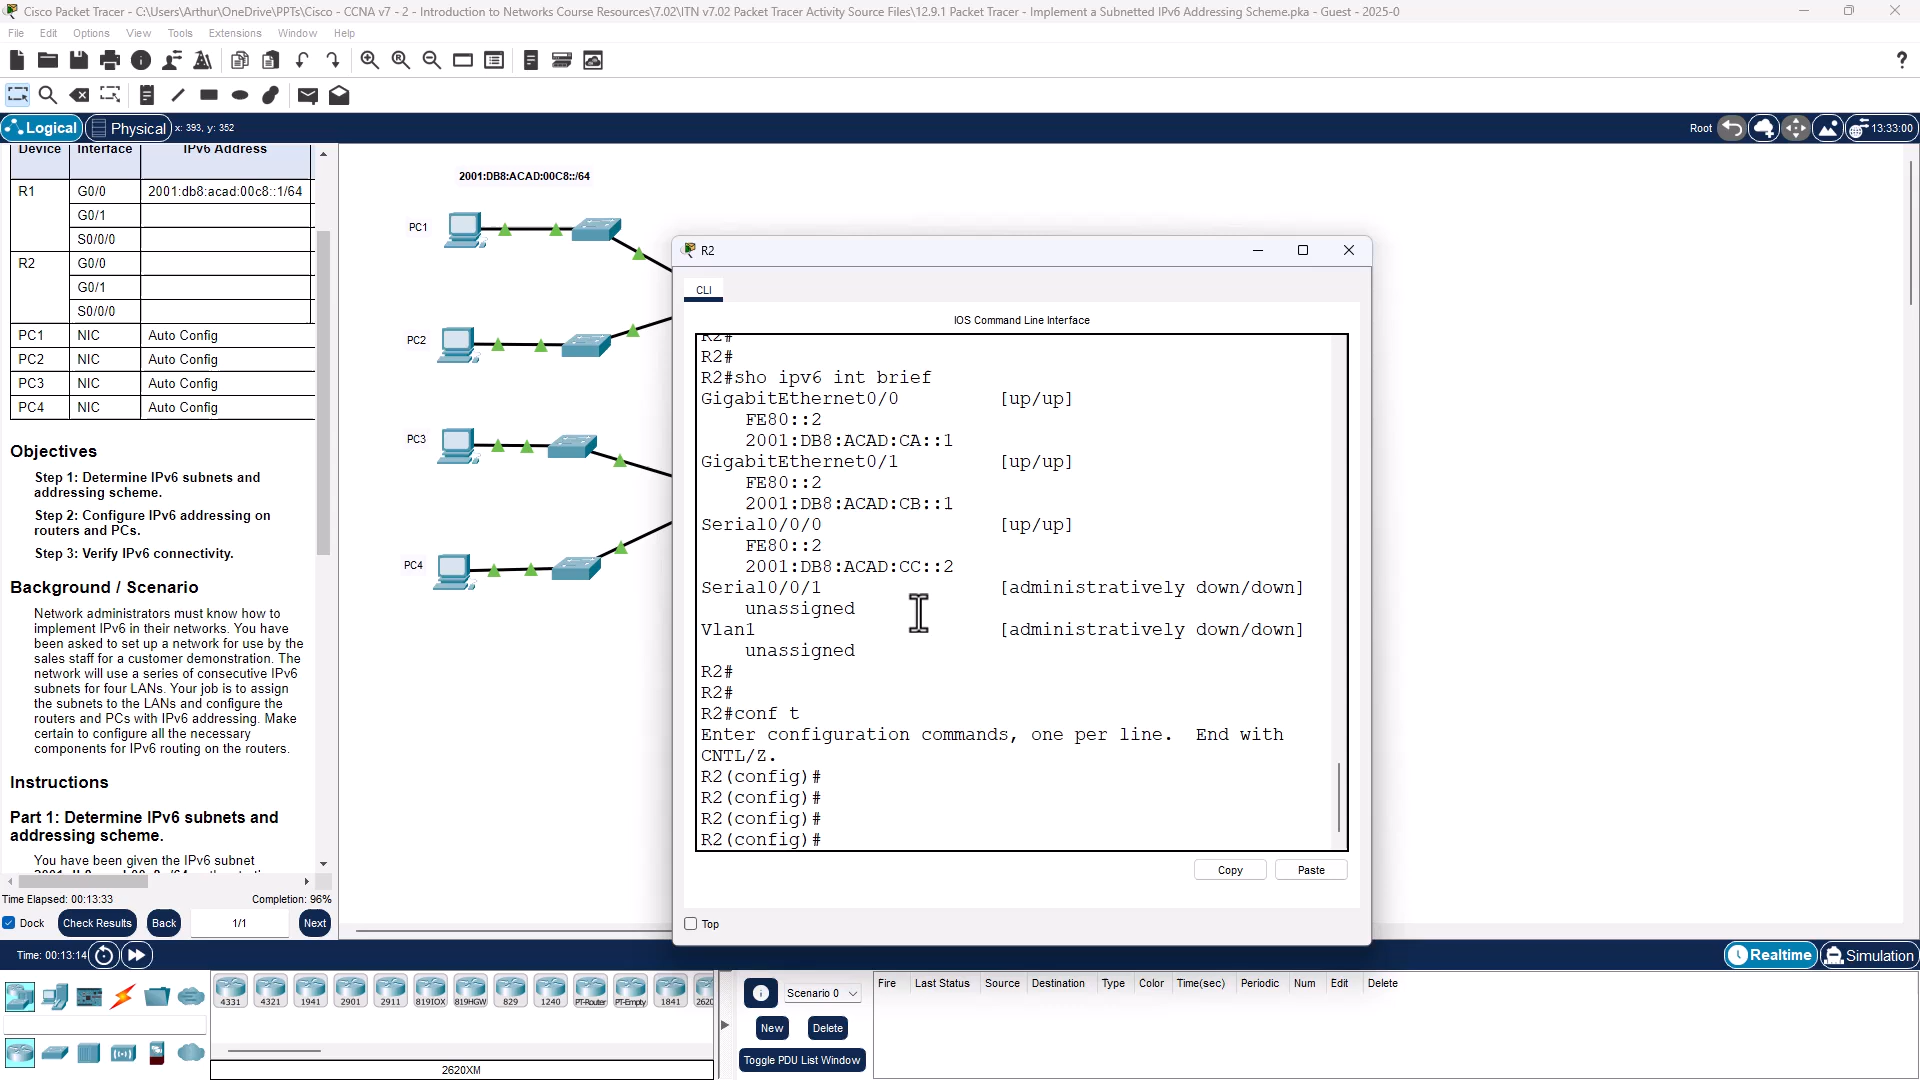 Cisco Packet Tracer - C:\Users\Arthur\OneDrive\PPTs\Cisco - CCNA v7 - 2 - Introduction to Networks Course Resources\7.02\ITN v7.02 Packet Tracer Activity Source Files\12.9.1 Packet Tracer - Implement a Subnetted IPv6 Addressing Scheme.pka - Guest - 2025-0
File Edit Options View Tools Extensions Window Help
Logical Physical x: 393, y: 352 Root 13:33:00
Device Interface IPv6 Address
R1 G0/0 2001:db8:acad:00c8::1/64
G0/1
S0/0/0
R2 G0/0
G0/1
S0/0/0
PC1 NIC Auto Config
PC2 NIC Auto Config
PC3 NIC Auto Config
PC4 NIC Auto Config
Objectives
Step 1: Determine IPv6 subnets and
addressing scheme.
Step 2: Configure IPv6 addressing on
routers and PCs.
Step 3: Verify IPv6 connectivity.
Background / Scenario
Network administrators must know how to
implement IPv6 in their networks. You have
been asked to set up a network for use by the
sales staff for a customer demonstration. The
network will use a series of consecutive IPv6
subnets for four LANs. Your job is to assign
the subnets to the LANs and configure the
routers and PCs with IPv6 addressing. Make
certain to configure all the necessary
components for IPv6 routing on the routers.
Instructions
Part 1: Determine IPv6 subnets and
addressing scheme.
You have been given the IPv6 subnet
Time Elapsed: 00:13:33 Completion: 96%
Dock Check Results Back 1/1 Next
2001:DB8:ACAD:00C8::/64
PC1
PC2
PC3
PC4
R2
CLI
IOS Command Line Interface
R2#
R2#
R2#sho ipv6 int brief
GigabitEthernet0/0 [up/up]
FE80::2
2001:DB8:ACAD:CA::1
GigabitEthernet0/1 [up/up]
FE80::2
2001:DB8:ACAD:CB::1
Serial0/0/0 [up/up]
FE80::2
2001:DB8:ACAD:CC::2
Serial0/0/1 [administratively down/down]
unassigned
Vlan1 [administratively down/down]
unassigned
R2#
R2#
R2#conf t
Enter configuration commands, one per line. End with
CNTL/Z.
R2(config)#
R2(config)#
R2(config)#
R2(config)#
Copy Paste
Top
Time: 00:13:14 Realtime Simulation
4331 4321 1941 2901 2911 819IOX 819HGW 829 1240 PT-Router PT-Empty 1841
2620XM
Scenario 0
New Delete
Toggle PDU List Window
Fire Last Status Source Destination Type Color Time(sec) Periodic Num Edit Delete